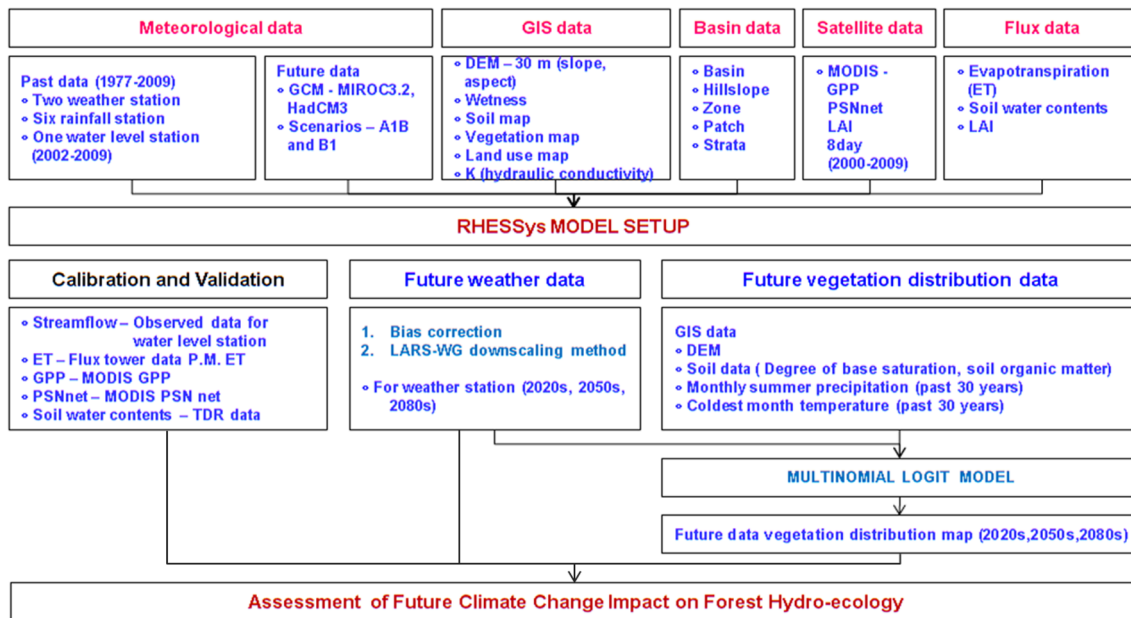 Meteorological data
GIS data
Basin data
Satellite data
Flux data
Past data (1977-2009)
Two weather station
Six rainfall station
One water level station
(2002-2009)
Future data
GCM - MIROC3.2,
HadCM3
Scenarios – A1B
and B1
DEM – 30 m (slope,
aspect)
Wetness
Soil map
Vegetation map
Land use map
K (hydraulic conductivity)
Basin
Hillslope
Zone
Patch
Strata
MODIS -
GPP
PSNnet
LAI
8day
(2000-2009)
Evapotranspiration
(ET)
Soil water contents
LAI
RHESSys MODEL SETUP
Calibration and Validation
Streamflow – Observed data for
water level station
ET – Flux tower data P.M. ET
GPP – MODIS GPP
PSNnet – MODIS PSN net
Soil water contents – TDR data
Future weather data
1. Bias correction
2. LARS-WG downscaling method
For weather station (2020s, 2050s,
2080s)
Future vegetation distribution data
GIS data
DEM
Soil data ( Degree of base saturation, soil organic matter)
Monthly summer precipitation (past 30 years)
Coldest month temperature (past 30 years)
MULTINOMIAL LOGIT MODEL
Future data vegetation distribution map (2020s,2050s,2080s)
Assessment of Future Climate Change Impact on Forest Hydro-ecology